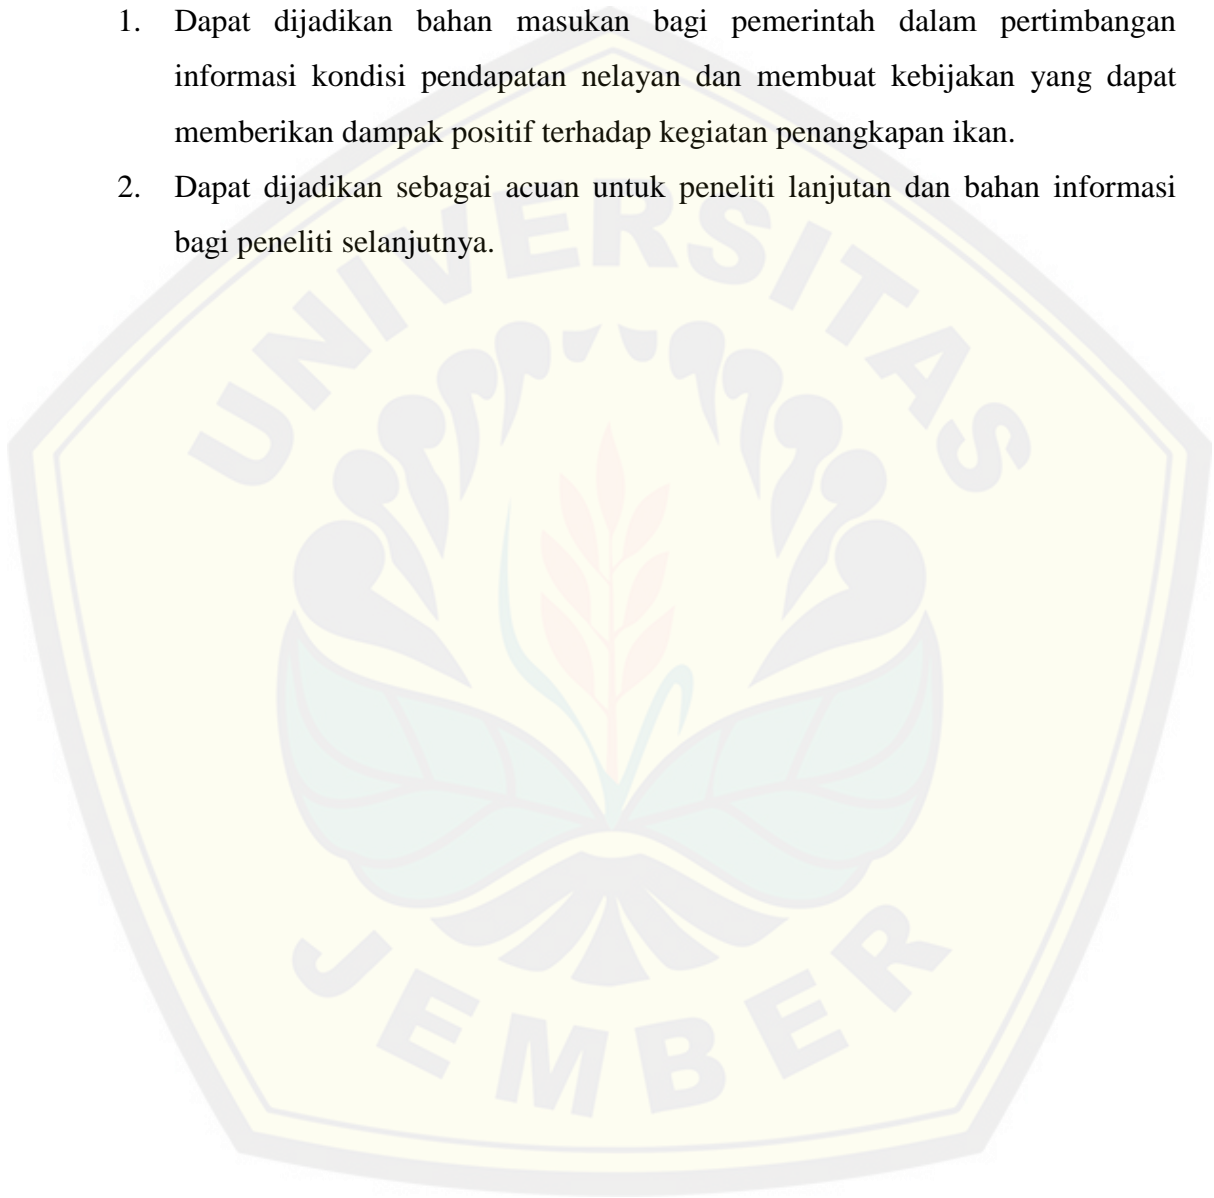 1. Dapat dijadikan bahan masukan bagi pemerintah dalam pertimbangan
informasi kondisi pendapatan nelayan dan membuat kebijakan yang dapat
memberikan dampak positif terhadap kegiatan penangkapan ikan.
2. Dapat dijadikan sebagai acuan untuk peneliti lanjutan dan bahan informasi
bagi peneliti selanjutnya.
UNIVERSITAS
JEMBER